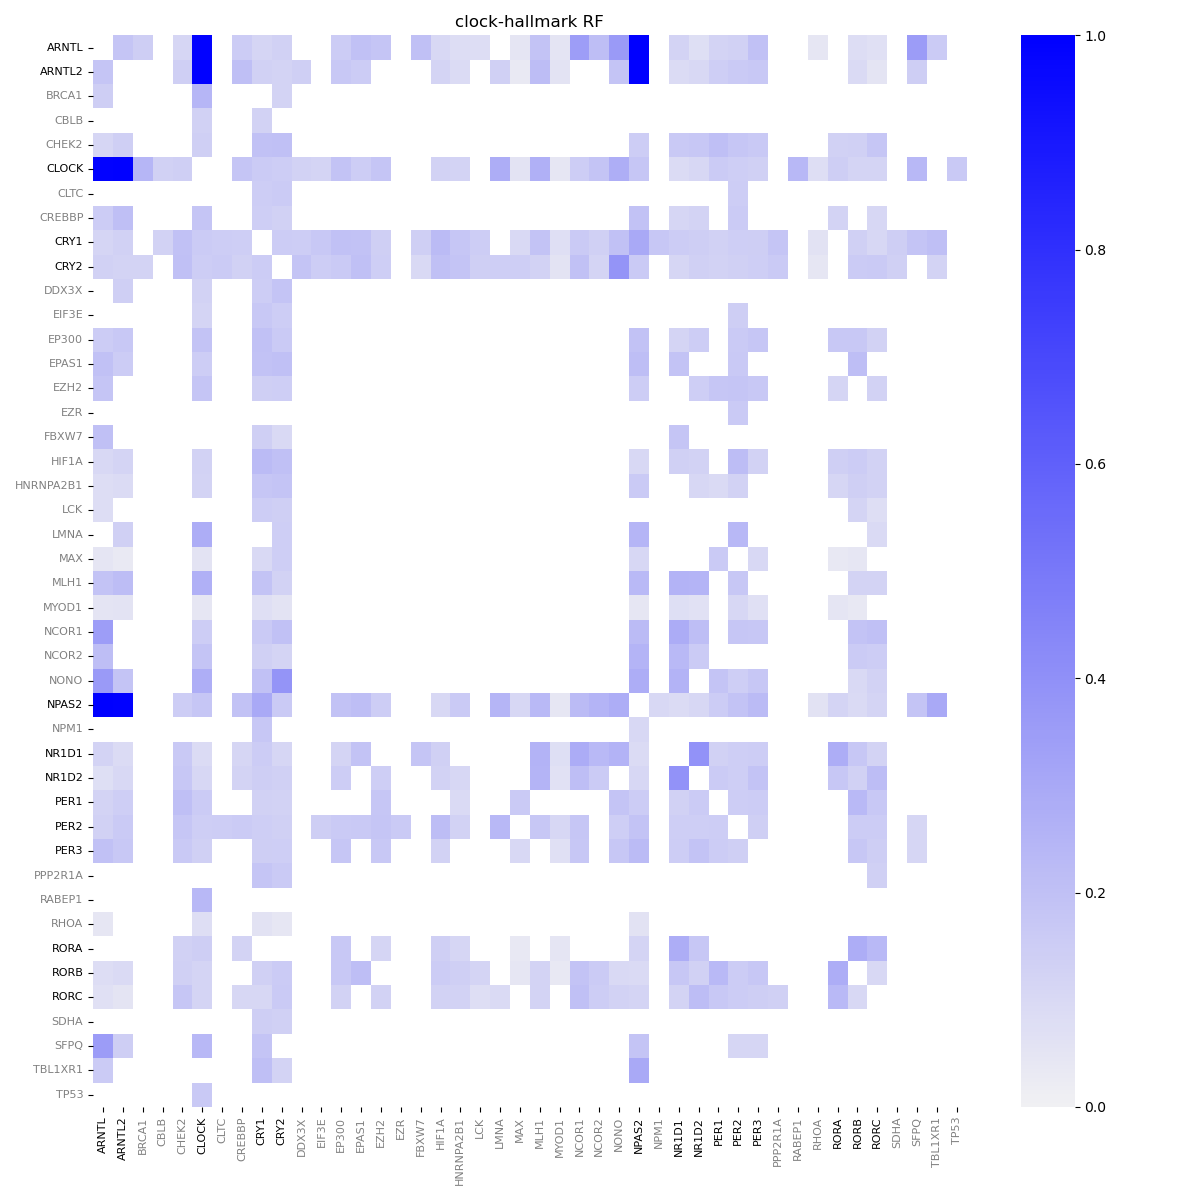 clock-hallmark RF
ARNTL
ARNTL2
BRCA1
CBLB
CHEK2
CLOCK
CLTC
CREBBP
CRY1
CRY2
DDX3X
EIF3E
EP300
EPAS1
EZH2
EZR
FBXW7
HIF1A
HNRNPA2B1
LCK
LMNA
MAX
MLH1
MYOD1
NCOR1
NCOR2
NONO
NPAS2
NPM1
NR1D1
NR1D2
PER1
PER2
PER3
PPP2R1A
RABEP1
RHOA
RORA
RORB
RORC
SDHA
SFPQ
TBL1XR1
TP53
ARNTL
ARNTL2
BRCA1
CBLB
CHEK2
CLOCK
CLTC
CREBBP
CRY1
CRY2
DDX3X
EIF3E
EP300
EPAS1
EZH2
EZR
FBXW7
HIF1A
HNRNPA2B1
LCK
LMNA
MAX
MLH1
MYOD1
NCOR1
NCOR2
NONO
NPAS2
NPM1
NR1D1
NR1D2
PER1
PER2
PER3
PPP2R1A
RABEP1
RHOA
RORA
RORB
RORC
SDHA
SFPQ
TBL1XR1
TP53
1.0
0.8
0.6
0.4
0.2
0.0